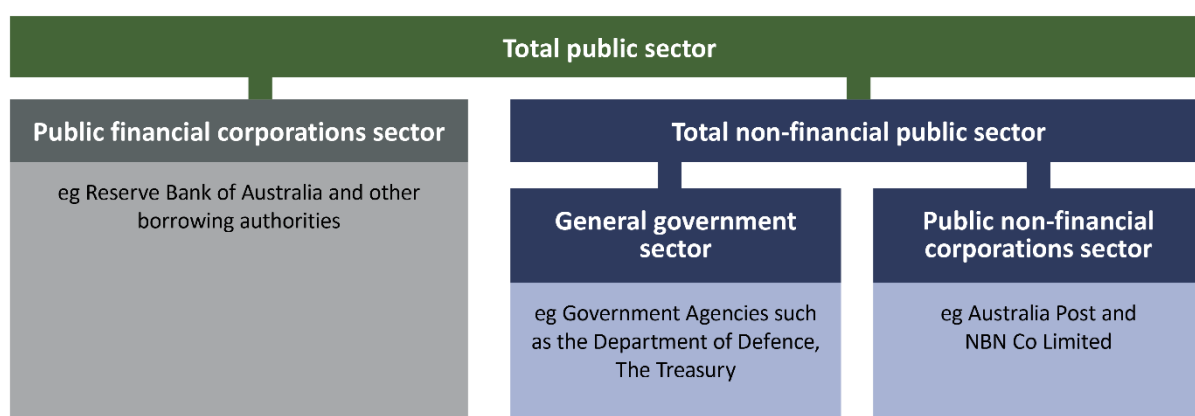 Total public sector
Public financial corporations sector
eg Reserve Bank of Australia and other
borrowing authorities
Total non-financial public sector
General government
sector
eg Government Agencies such
as the Department of Defence,
The Treasury
Public non-financial
corporations sector
eg Australia Post and
NBN Co Limited